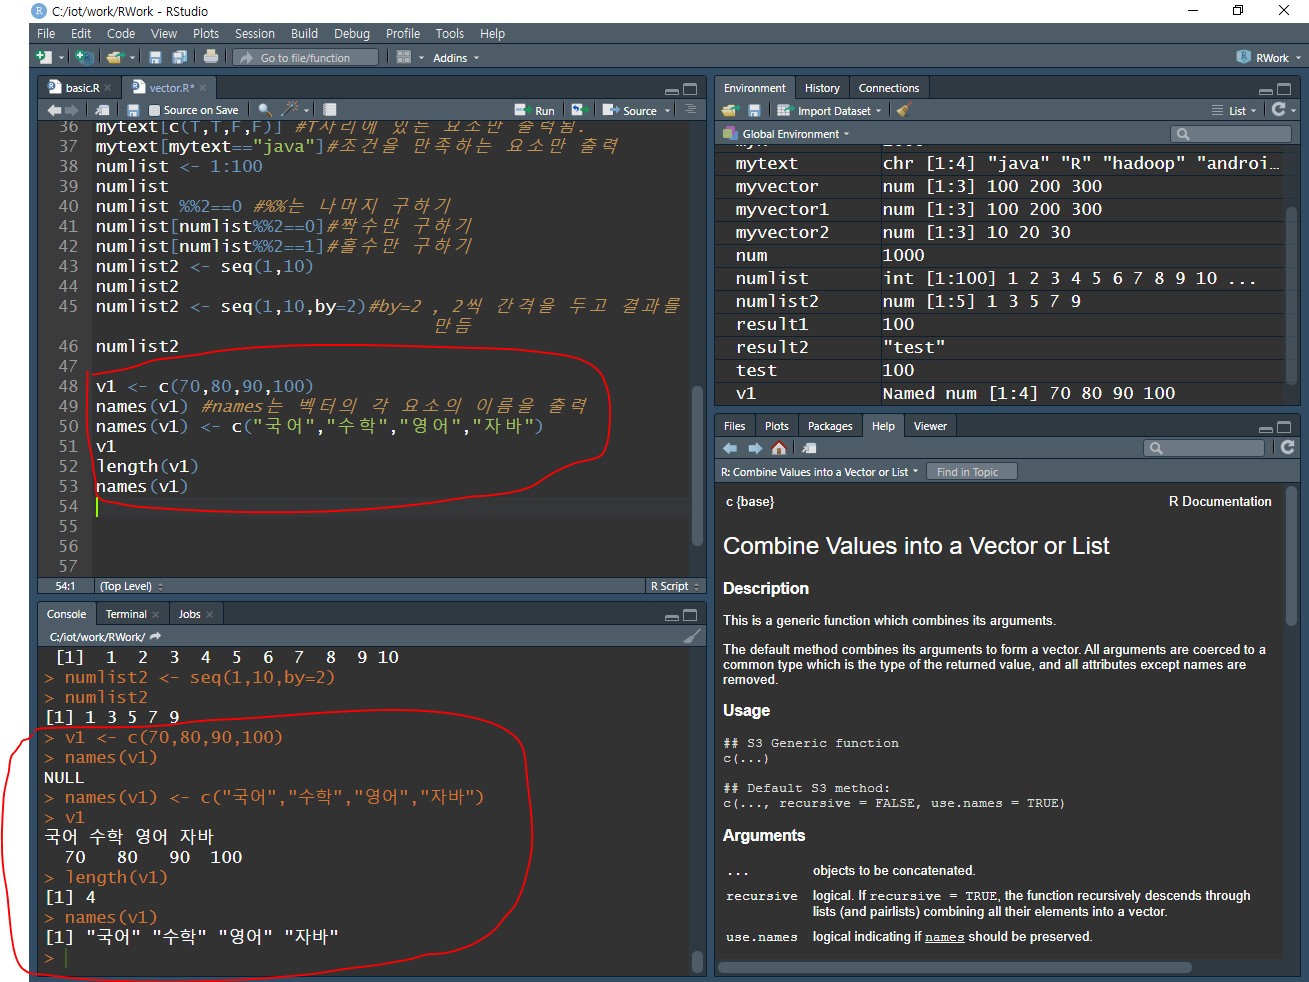 C:/iot/work/RWork - RStudio
File Edit Code View Plots Session Build Debug Profile Tools Help
Go to file/function Addins RWork
basic.R vector.R*
Source on Save Run Source
36 mytext[c(T,T,F,F)] #T자리에 있는 요소만 출력됨.
37 mytext[mytext=="java"]#조건을 만족하는 요소만 출력
38 numlist <- 1:100
39 numlist
40 numlist %%2==0 #%%는 나머지 구하기
41 numlist[numlist%%2==0]#짝수만 구하기
42 numlist[numlist%%2==1]#홀수만 구하기
43 numlist2 <- seq(1,10)
44 numlist2
45 numlist2 <- seq(1,10,by=2)#by=2 , 2씩 간격을 두고 결과를
만듬
46 numlist2
47
48 v1 <- c(70,80,90,100)
49 names(v1) #names는 벡터의 각 요소의 이름을 출력
50 names(v1) <- c("국어","수학","영어","자바")
51 v1
52 length(v1)
53 names(v1)
54
55
56
57
54:1 (Top Level) R Script
Console Terminal Jobs
C:/iot/work/RWork/
[1] 1 2 3 4 5 6 7 8 9 10
> numlist2 <- seq(1,10,by=2)
> numlist2
[1] 1 3 5 7 9
> v1 <- c(70,80,90,100)
> names(v1)
NULL
> names(v1) <- c("국어","수학","영어","자바")
> v1
국어 수학 영어 자바
70 80 90 100
> length(v1)
[1] 4
> names(v1)
[1] "국어" "수학" "영어" "자바"
>
Environment History Connections
Import Dataset List
Global Environment
mytext chr [1:4] "java" "R" "hadoop" "androi…
myvector num [1:3] 100 200 300
myvector1 num [1:3] 100 200 300
myvector2 num [1:3] 10 20 30
num 1000
numlist int [1:100] 1 2 3 4 5 6 7 8 9 10 ...
numlist2 num [1:5] 1 3 5 7 9
result1 100
result2 "test"
test 100
v1 Named num [1:4] 70 80 90 100
Files Plots Packages Help Viewer
R: Combine Values into a Vector or List Find in Topic
c {base} R Documentation
Combine Values into a Vector or List
Description
This is a generic function which combines its arguments.
The default method combines its arguments to form a vector. All arguments are coerced to a
common type which is the type of the returned value, and all attributes except names are
removed.
Usage
## S3 Generic function
c(...)
## Default S3 method:
c(..., recursive = FALSE, use.names = TRUE)
Arguments
... objects to be concatenated.
recursive logical. If recursive = TRUE, the function recursively descends through
lists (and pairlists) combining all their elements into a vector.
use.names logical indicating if names should be preserved.